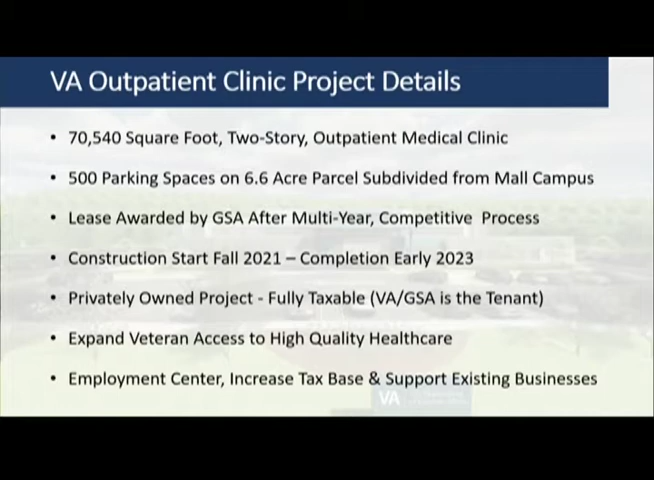 VA Outpatient Clinic Project Details
• 70,540 Square Foot, Two-Story, Outpatient Medical Clinic
• 500 Parking Spaces on 6.6 Acre Parcel Subdivided from Mall Campus
• Lease Awarded by GSA After Multi-Year, Competitive Process
• Construction Start Fall 2021 – Completion Early 2023
• Privately Owned Project - Fully Taxable (VA/GSA is the Tenant)
• Expand Veteran Access to High Quality Healthcare
• Employment Center, Increase Tax Base & Support Existing Businesses
VA